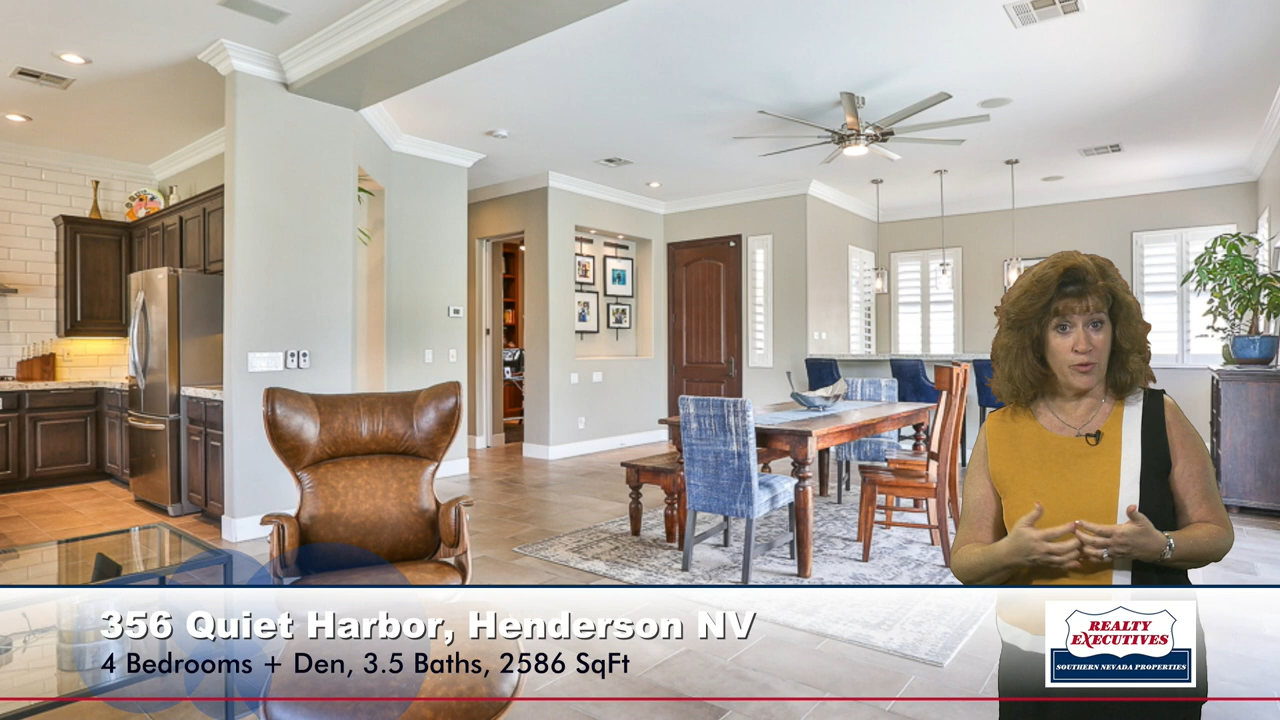 356 Quiet Harbor, Henderson NV
4 Bedrooms + Den, 3.5 Baths, 2586 SqFt
REALTY
EXECUTIVES
SOUTHERN NEVADA PROPERTIES